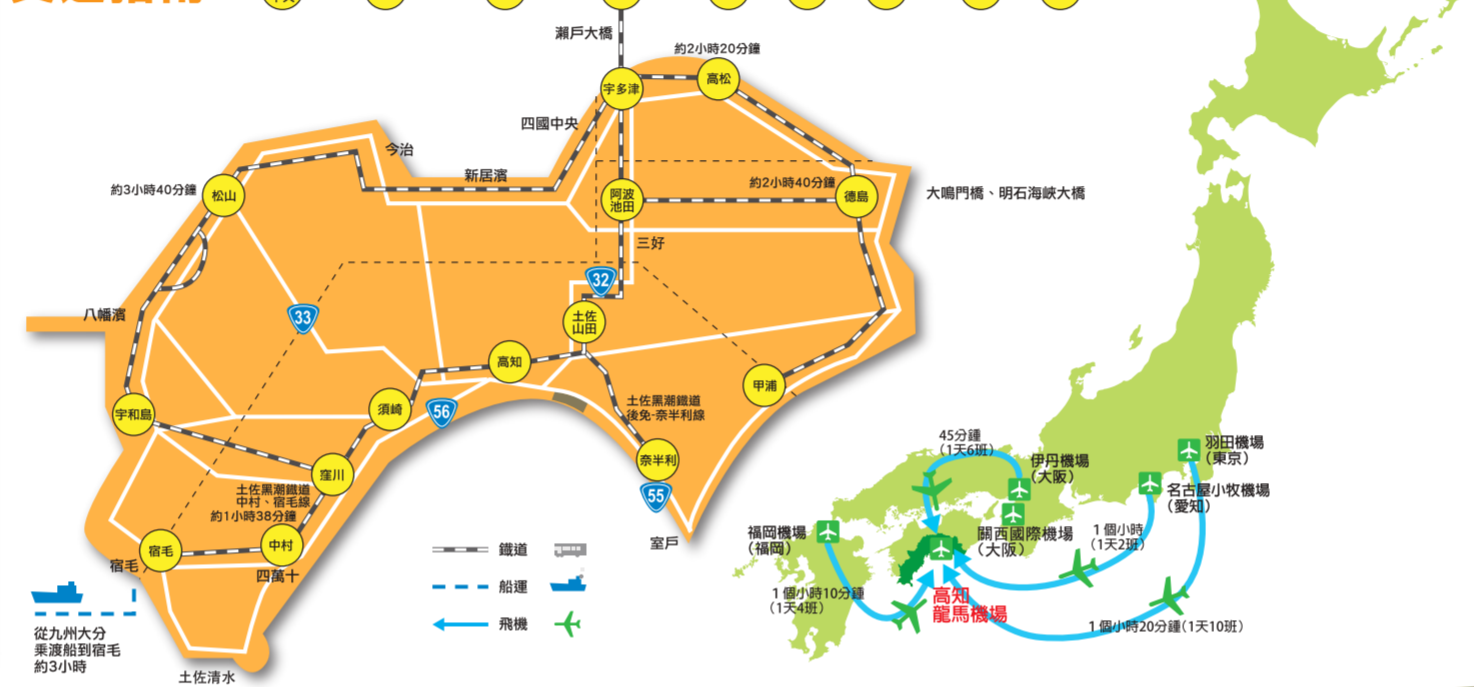 瀨戶大橋
約2小時20分鐘
宇多津
高松
四國中央
今治
新居濱
約3小時40分鐘
松山
阿波
池田
約2小時40分鐘
德島
大鳴門橋、明石海峽大橋
三好
32
八幡濱
33
土佐
山田
高知
甲浦
宇和島
須崎
56
土佐黑潮鐵道
後免-奈半利線
奈半利
窪川
土佐黑潮鐵道
中村、宿毛線
約1小時38分鐘
55
宿毛
中村
室戶
宿毛
四萬十
從九州大分
乘渡船到宿毛
約3小時
土佐清水
鐵道
船運
飛機
45分鍾
（1天6班）
伊丹機場
（大阪）
羽田機場
（東京）
名古屋小牧機場
（愛知）
福岡機場
（福岡）
關西國際機場
（大阪）
1個小時
（1天2班）
1個小時10分鍾
（1天4班）
高知
龍馬機場
1個小時20分鍾(1天10班）